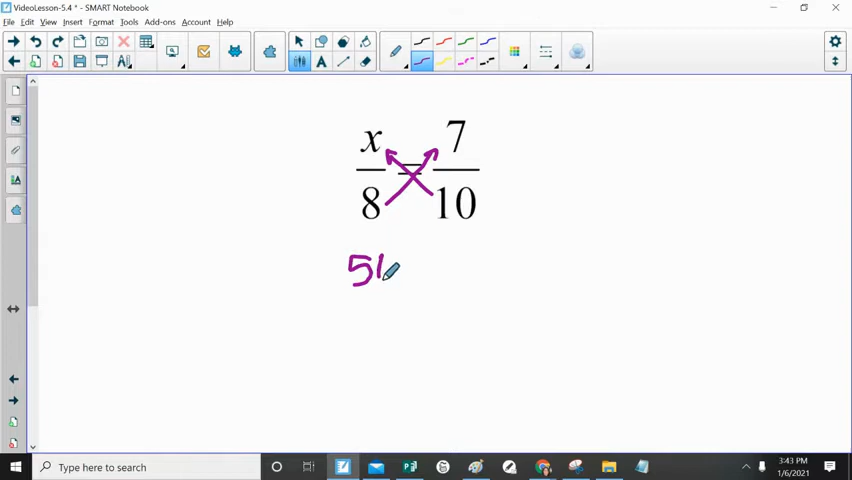 VideoLesson-5.4 * - SMART Notebook
File Edit View Insert Format Tools Add-ons Account Help
x 7
=
8 10
Type here to search
3:43 PM
1/6/2021